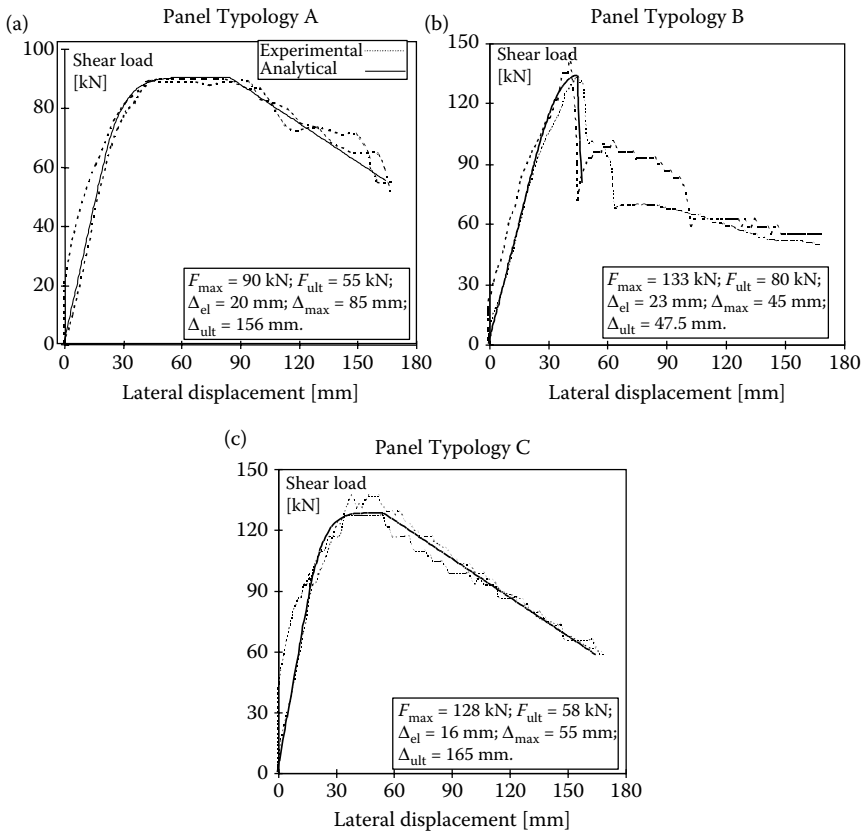 (a)
Panel Typology A
100
80
60
40
20
0
Shear load
[kN]
Experimental
Analytical
F_max = 90 kN; F_ult = 55 kN;
Δ_el = 20 mm; Δ_max = 85 mm;
Δ_ult = 156 mm.
0 30 60 90 120 150 180
Lateral displacement [mm]
(b)
Panel Typology B
150
120
90
60
30
0
Shear load
[kN]
F_max = 133 kN; F_ult = 80 kN;
Δ_el = 23 mm; Δ_max = 45 mm;
Δ_ult = 47.5 mm.
0 30 60 90 120 150 180
Lateral displacement [mm]
(c)
Panel Typology C
150
120
90
60
30
0
Shear load
[kN]
F_max = 128 kN; F_ult = 58 kN;
Δ_el = 16 mm; Δ_max = 55 mm;
Δ_ult = 165 mm.
0 30 60 90 120 150 180
Lateral displacement [mm]